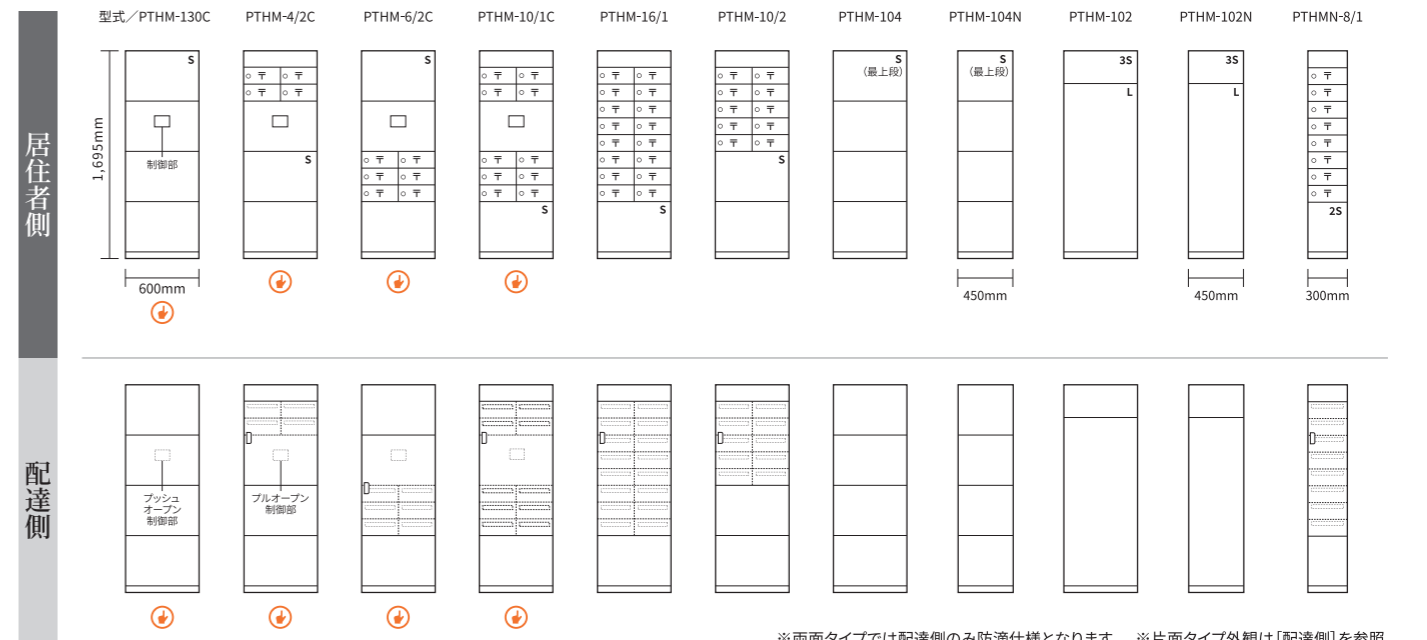 型式／PTHM-130C PTHM-4/2C PTHM-6/2C PTHM-10/1C PTHM-16/1 PTHM-10/2 PTHM-104 PTHM-104N PTHM-102 PTHM-102N PTHMN-8/1
居住者側
1,695mm
S S S S 3S 3S
（最上段） （最上段）
〒 〒 〒 〒 〒 〒 〒 〒
〒 〒 〒 〒 〒 〒 〒 〒 〒
L L
〒 〒 〒
〒 〒 〒
〒 〒 〒
〒 〒 〒
〒 〒 〒
〒 〒 〒
〒 〒 〒
〒 〒 〒
〒 〒 〒
制御部
S S
〒 〒 〒 〒 〒 〒 〒
〒 〒 〒 〒 〒 〒 〒
〒 〒 〒 〒 〒 〒 〒
S S 2S
600mm 450mm 450mm 300mm
配達側
プッシュ
オープン
制御部
プルオープン
制御部
※両面タイプでは配達側のみ防滴仕様となります。 ※片面タイプ外観は［配達側］を参照